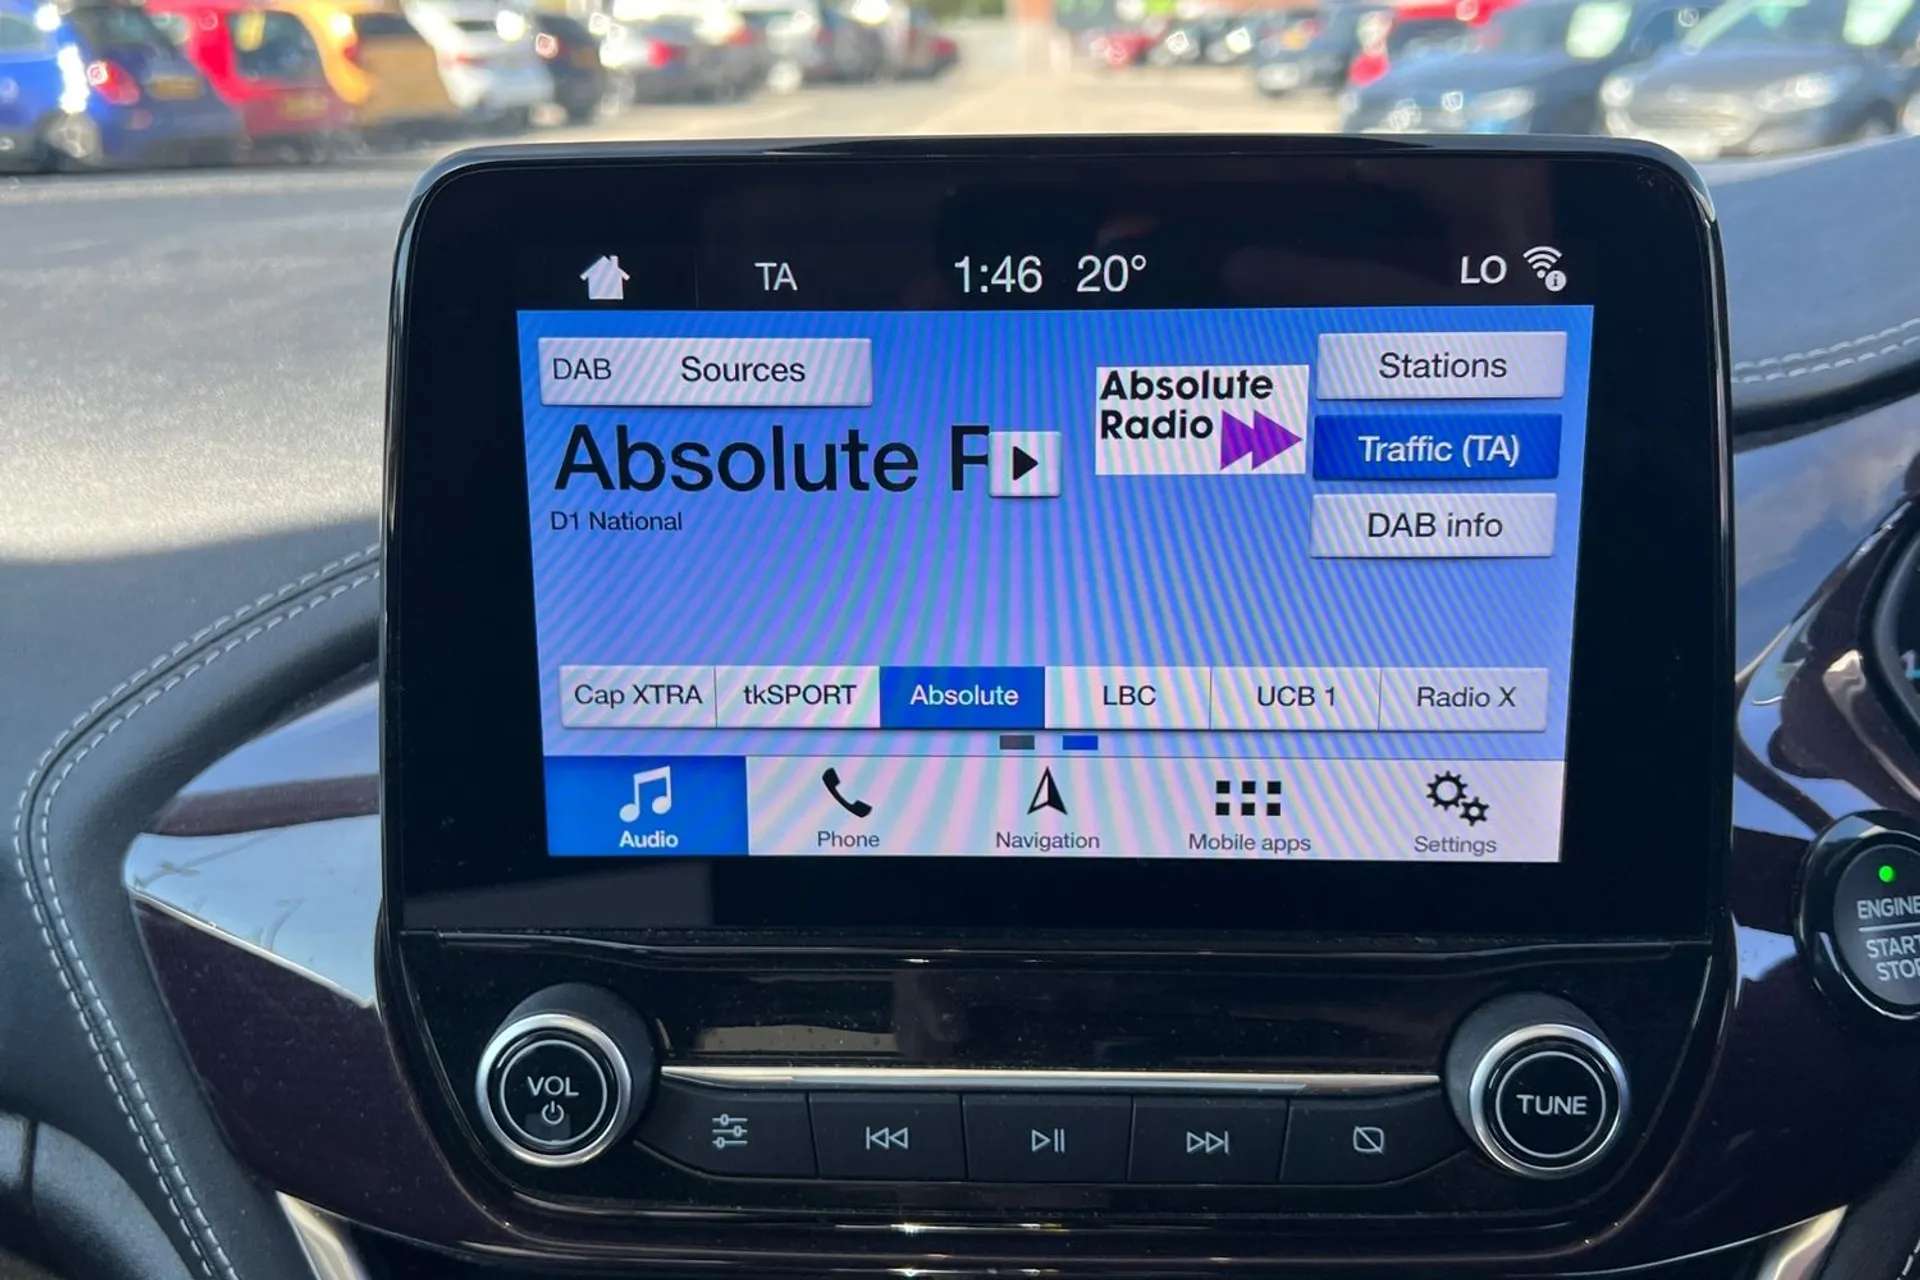 TA 1:46 20° LO
DAB Sources
Absolute
Radio
Stations
Absolute
Traffic (TA)
D1 National
DAB info
Cap XTRA tkSPORT Absolute LBC UCB 1 Radio X
Audio Phone Navigation Mobile apps Settings
ENGINE
START
STOP
VOL
TUNE